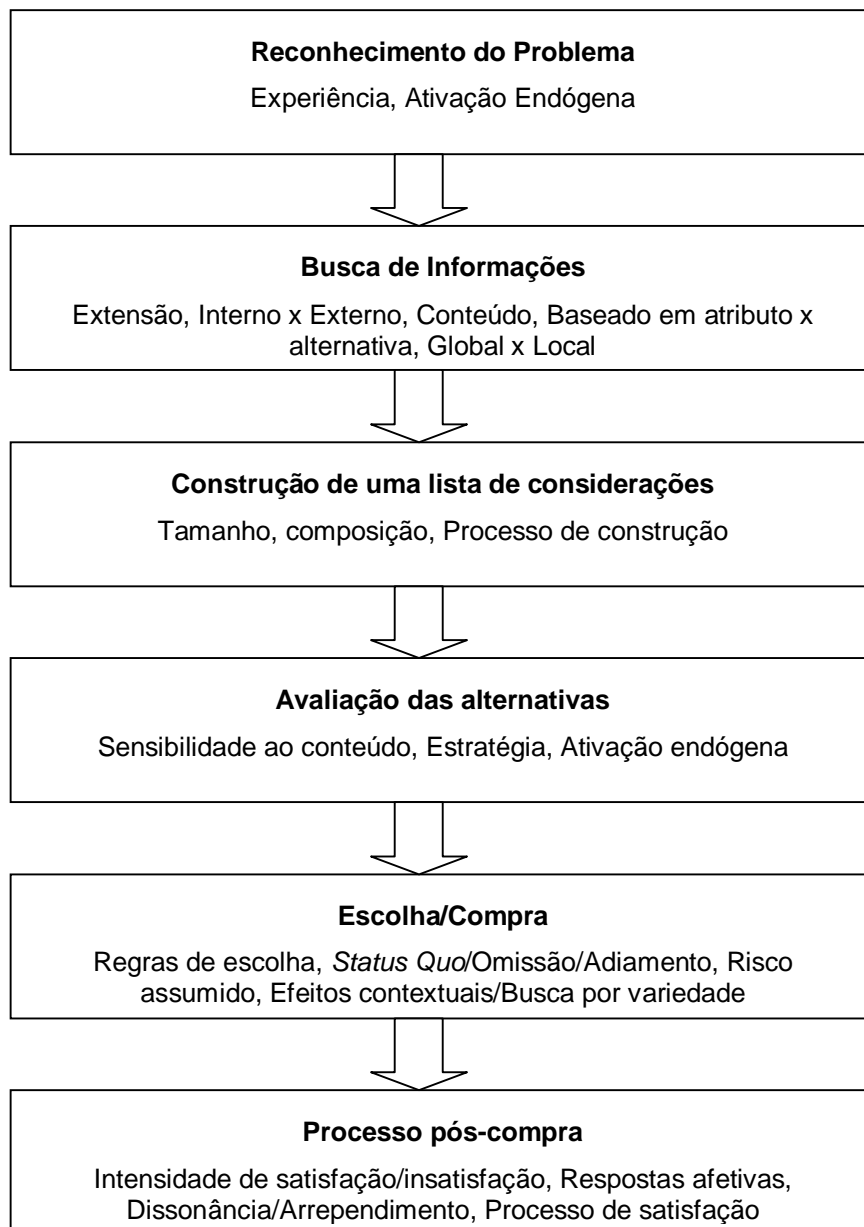 Reconhecimento do Problema
Experiência, Ativação Endógena
Busca de Informações
Extensão, Interno x Externo, Conteúdo, Baseado em atributo x
alternativa, Global x Local
Construção de uma lista de considerações
Tamanho, composição, Processo de construção
Avaliação das alternativas
Sensibilidade ao conteúdo, Estratégia, Ativação endógena
Escolha/Compra
Regras de escolha, Status Quo/Omissão/Adiamento, Risco
assumido, Efeitos contextuais/Busca por variedade
Processo pós-compra
Intensidade de satisfação/insatisfação, Respostas afetivas,
Dissonância/Arrependimento, Processo de satisfação